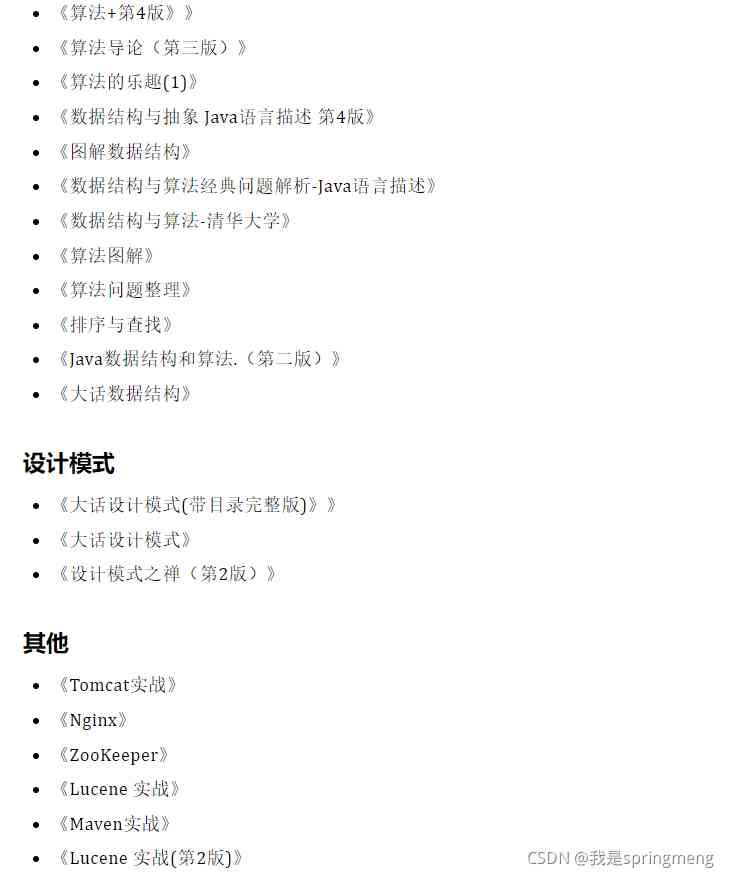 《算法+第4版》》
《算法导论（第三版）》
《算法的乐趣(1)》
《数据结构与抽象 Java语言描述 第4版》
《图解数据结构》
《数据结构与算法经典问题解析-Java语言描述》
《数据结构与算法-清华大学》
《算法图解》
《算法问题整理》
《排序与查找》
《Java数据结构和算法.（第二版）》
《大话数据结构》
设计模式
《大话设计模式(带目录完整版)》》
《大话设计模式》
《设计模式之禅（第2版）》
其他
《Tomcat实战》
《Nginx》
《ZooKeeper》
《Lucene 实战》
《Maven实战》
《Lucene 实战(第2版)》
CSDN @我是springmeng